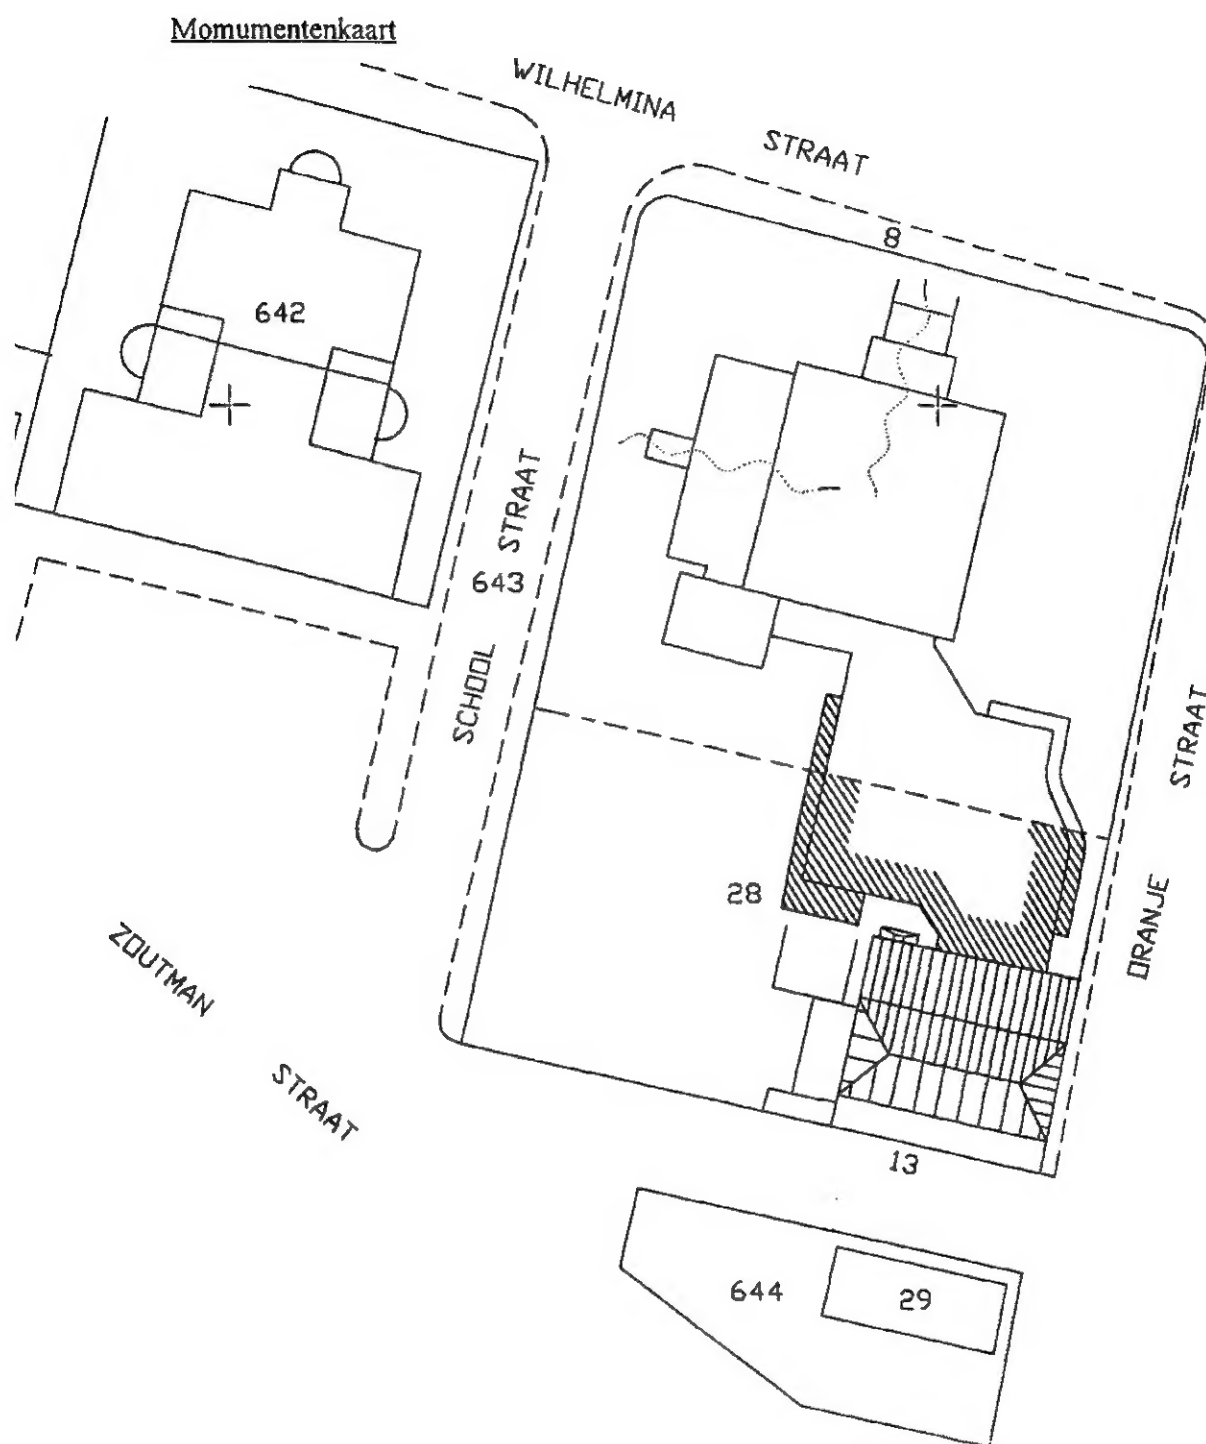 Momumentenkaart
WILHELMINA STRAAT
8
642
SCHOOL STRAAT
643
STRAAT
ORANJE
28
ZOUTMAN
STRAAT
13
644
29